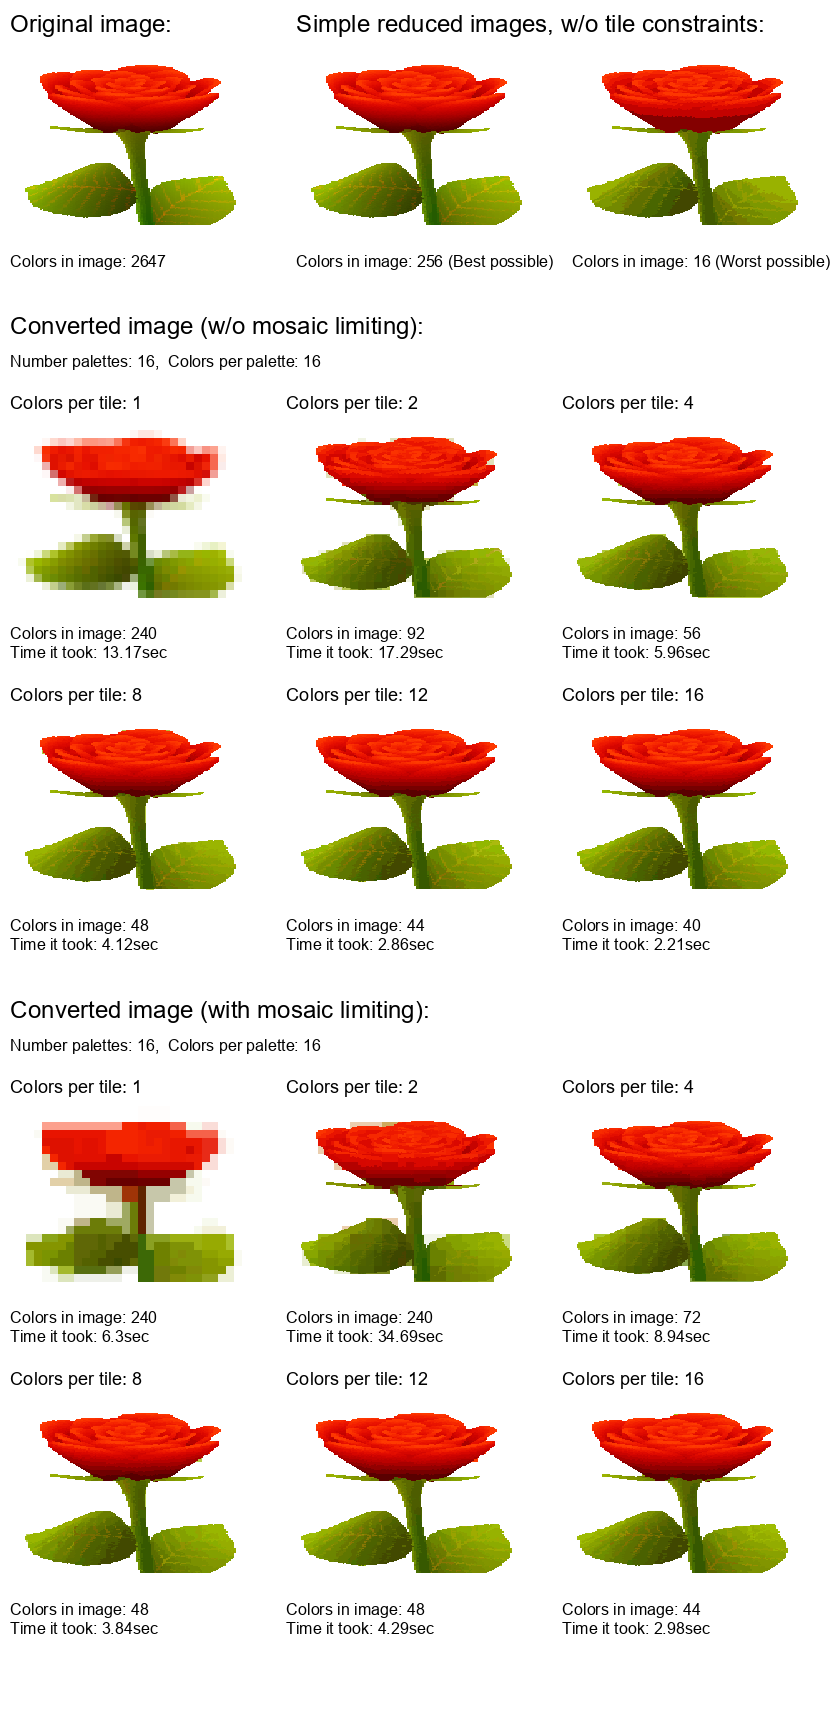 Original image:
Simple reduced images, w/o tile constraints:
Colors in image: 2647
Colors in image: 256 (Best possible)
Colors in image: 16 (Worst possible)
Converted image (w/o mosaic limiting):
Number palettes: 16,  Colors per palette: 16
Colors per tile: 1
Colors per tile: 2
Colors per tile: 4
Colors in image: 240
Time it took: 13.17sec
Colors in image: 92
Time it took: 17.29sec
Colors in image: 56
Time it took: 5.96sec
Colors per tile: 8
Colors per tile: 12
Colors per tile: 16
Colors in image: 48
Time it took: 4.12sec
Colors in image: 44
Time it took: 2.86sec
Colors in image: 40
Time it took: 2.21sec
Converted image (with mosaic limiting):
Number palettes: 16,  Colors per palette: 16
Colors per tile: 1
Colors per tile: 2
Colors per tile: 4
Colors in image: 240
Time it took: 6.3sec
Colors in image: 240
Time it took: 34.69sec
Colors in image: 72
Time it took: 8.94sec
Colors per tile: 8
Colors per tile: 12
Colors per tile: 16
Colors in image: 48
Time it took: 3.84sec
Colors in image: 48
Time it took: 4.29sec
Colors in image: 44
Time it took: 2.98sec